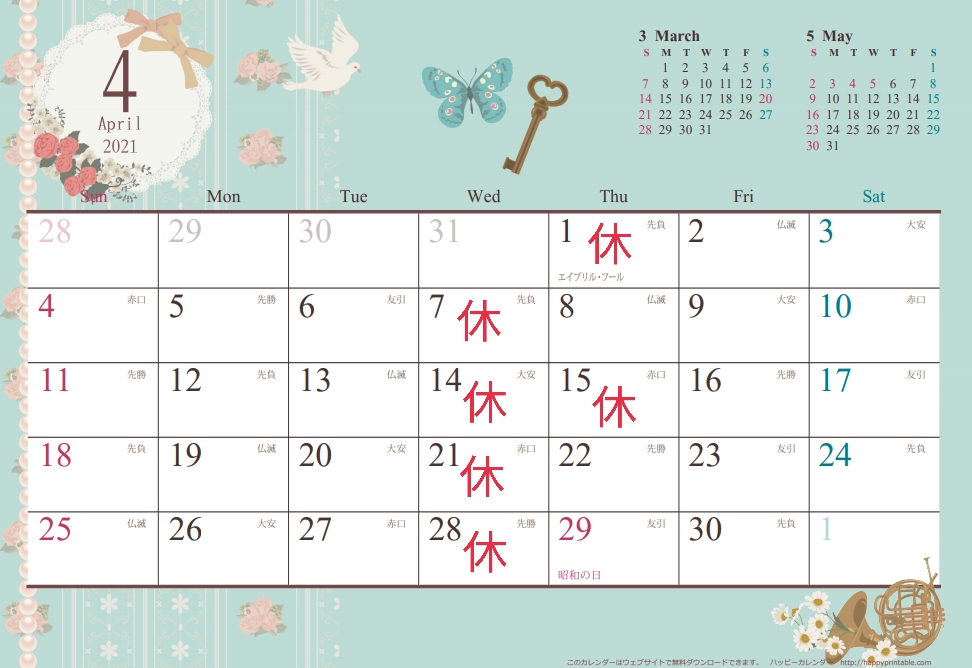 4
April
2021
3 March
S M T W T F S
1 2 3 4 5 6
7 8 9 10 11 12 13
14 15 16 17 18 19 20
21 22 23 24 25 26 27
28 29 30 31
5 May
S M T W T F S
1
2 3 4 5 6 7 8
9 10 11 12 13 14 15
16 17 18 19 20 21 22
23 24 25 26 27 28 29
30 31
Sun Mon Tue Wed Thu Fri Sat
28 29 30 31 1 休 先負 2 仏滅 3 大安
エイプリル・フール
4 赤口 5 先勝 6 友引 7 休 先負 8 仏滅 9 大安 10 赤口
11 先勝 12 先負 13 仏滅 14 休 大安 15 休 赤口 16 先勝 17 友引
18 先負 19 仏滅 20 大安 21 休 赤口 22 先勝 23 友引 24 先負
25 仏滅 26 大安 27 赤口 28 休 先勝 29 友引 30 先負 1
昭和の日
このカレンダーはウェブサイトで無料ダウンロードできます。 ハッピーカレンダー http://happyprintable.com